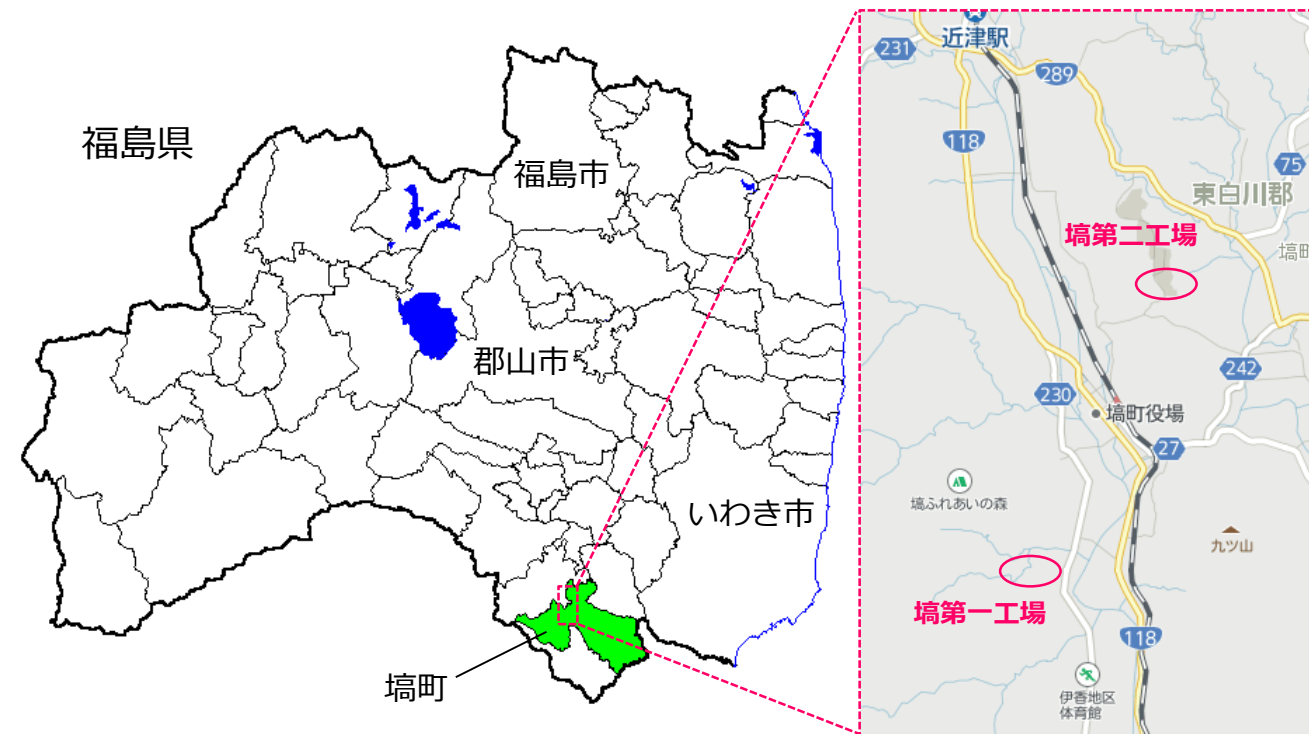 福島県
福島市
郡山市
いわき市
塙町
近津駅
231
289
118
75
東白川郡
塙第二工場
塙町
242
230
塙町役場
27
塙ふれあいの森
九ツ山
塙第一工場
118
伊香地区
体育館